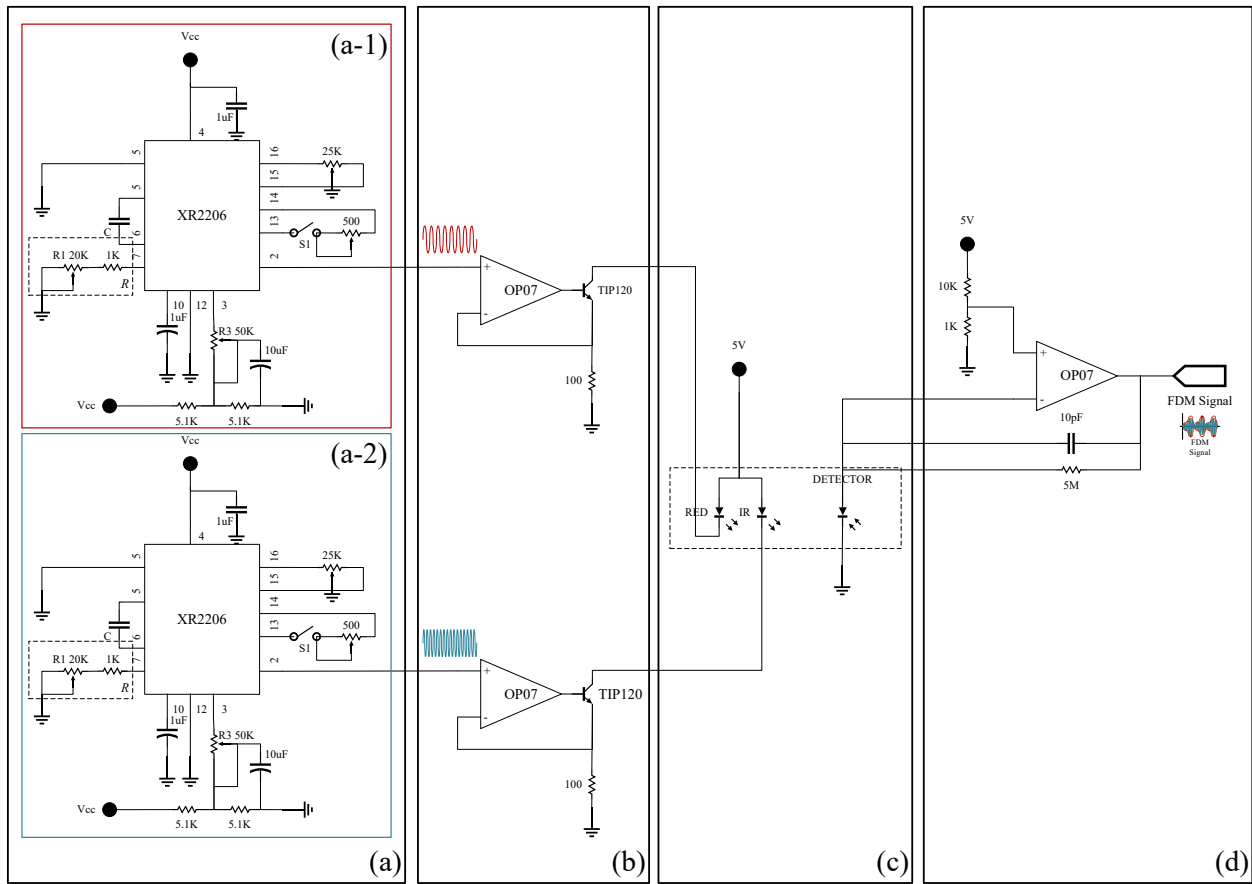 (a-1)
Vcc
1uF
4
5
16
25K
15
5
14
XR2206
C
6
13
S1
500
R1 20K
1K
7
R
2
10
12
3
1uF
R3 50K
10uF
Vcc
5.1K
5.1K
(a-2)
Vcc
1uF
4
5
16
25K
15
5
14
XR2206
C
6
13
S1
500
R1 20K
1K
7
R
2
10
12
3
1uF
R3 50K
10uF
Vcc
5.1K
5.1K
(a)
+
OP07
-
TIP120
100
+
OP07
-
TIP120
100
(b)
5V
RED
IR
DETECTOR
(c)
5V
10K
1K
+
OP07
-
10pF
5M
FDM Signal
FDM
Signal
(d)